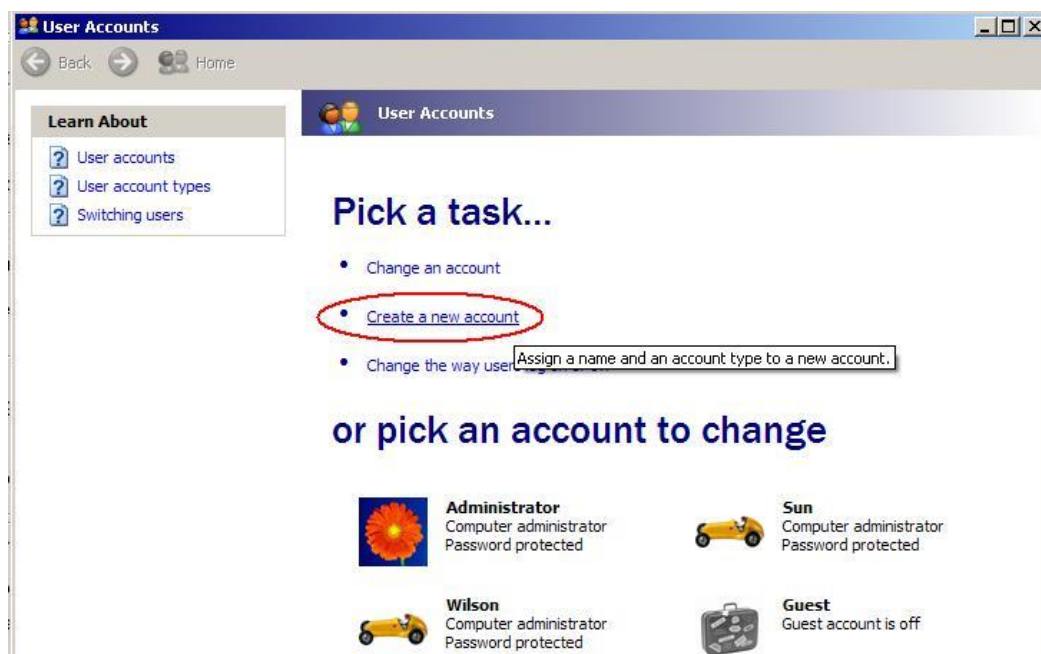 User Accounts
Back Home
Learn About
User accounts
User account types
Switching users
User Accounts
Pick a task...
• Change an account
• Create a new account
Assign a name and an account type to a new account.
• Change the way users
or pick an account to change
Administrator
Computer administrator
Password protected
Sun
Computer administrator
Password protected
Wilson
Computer administrator
Password protected
Guest
Guest account is off